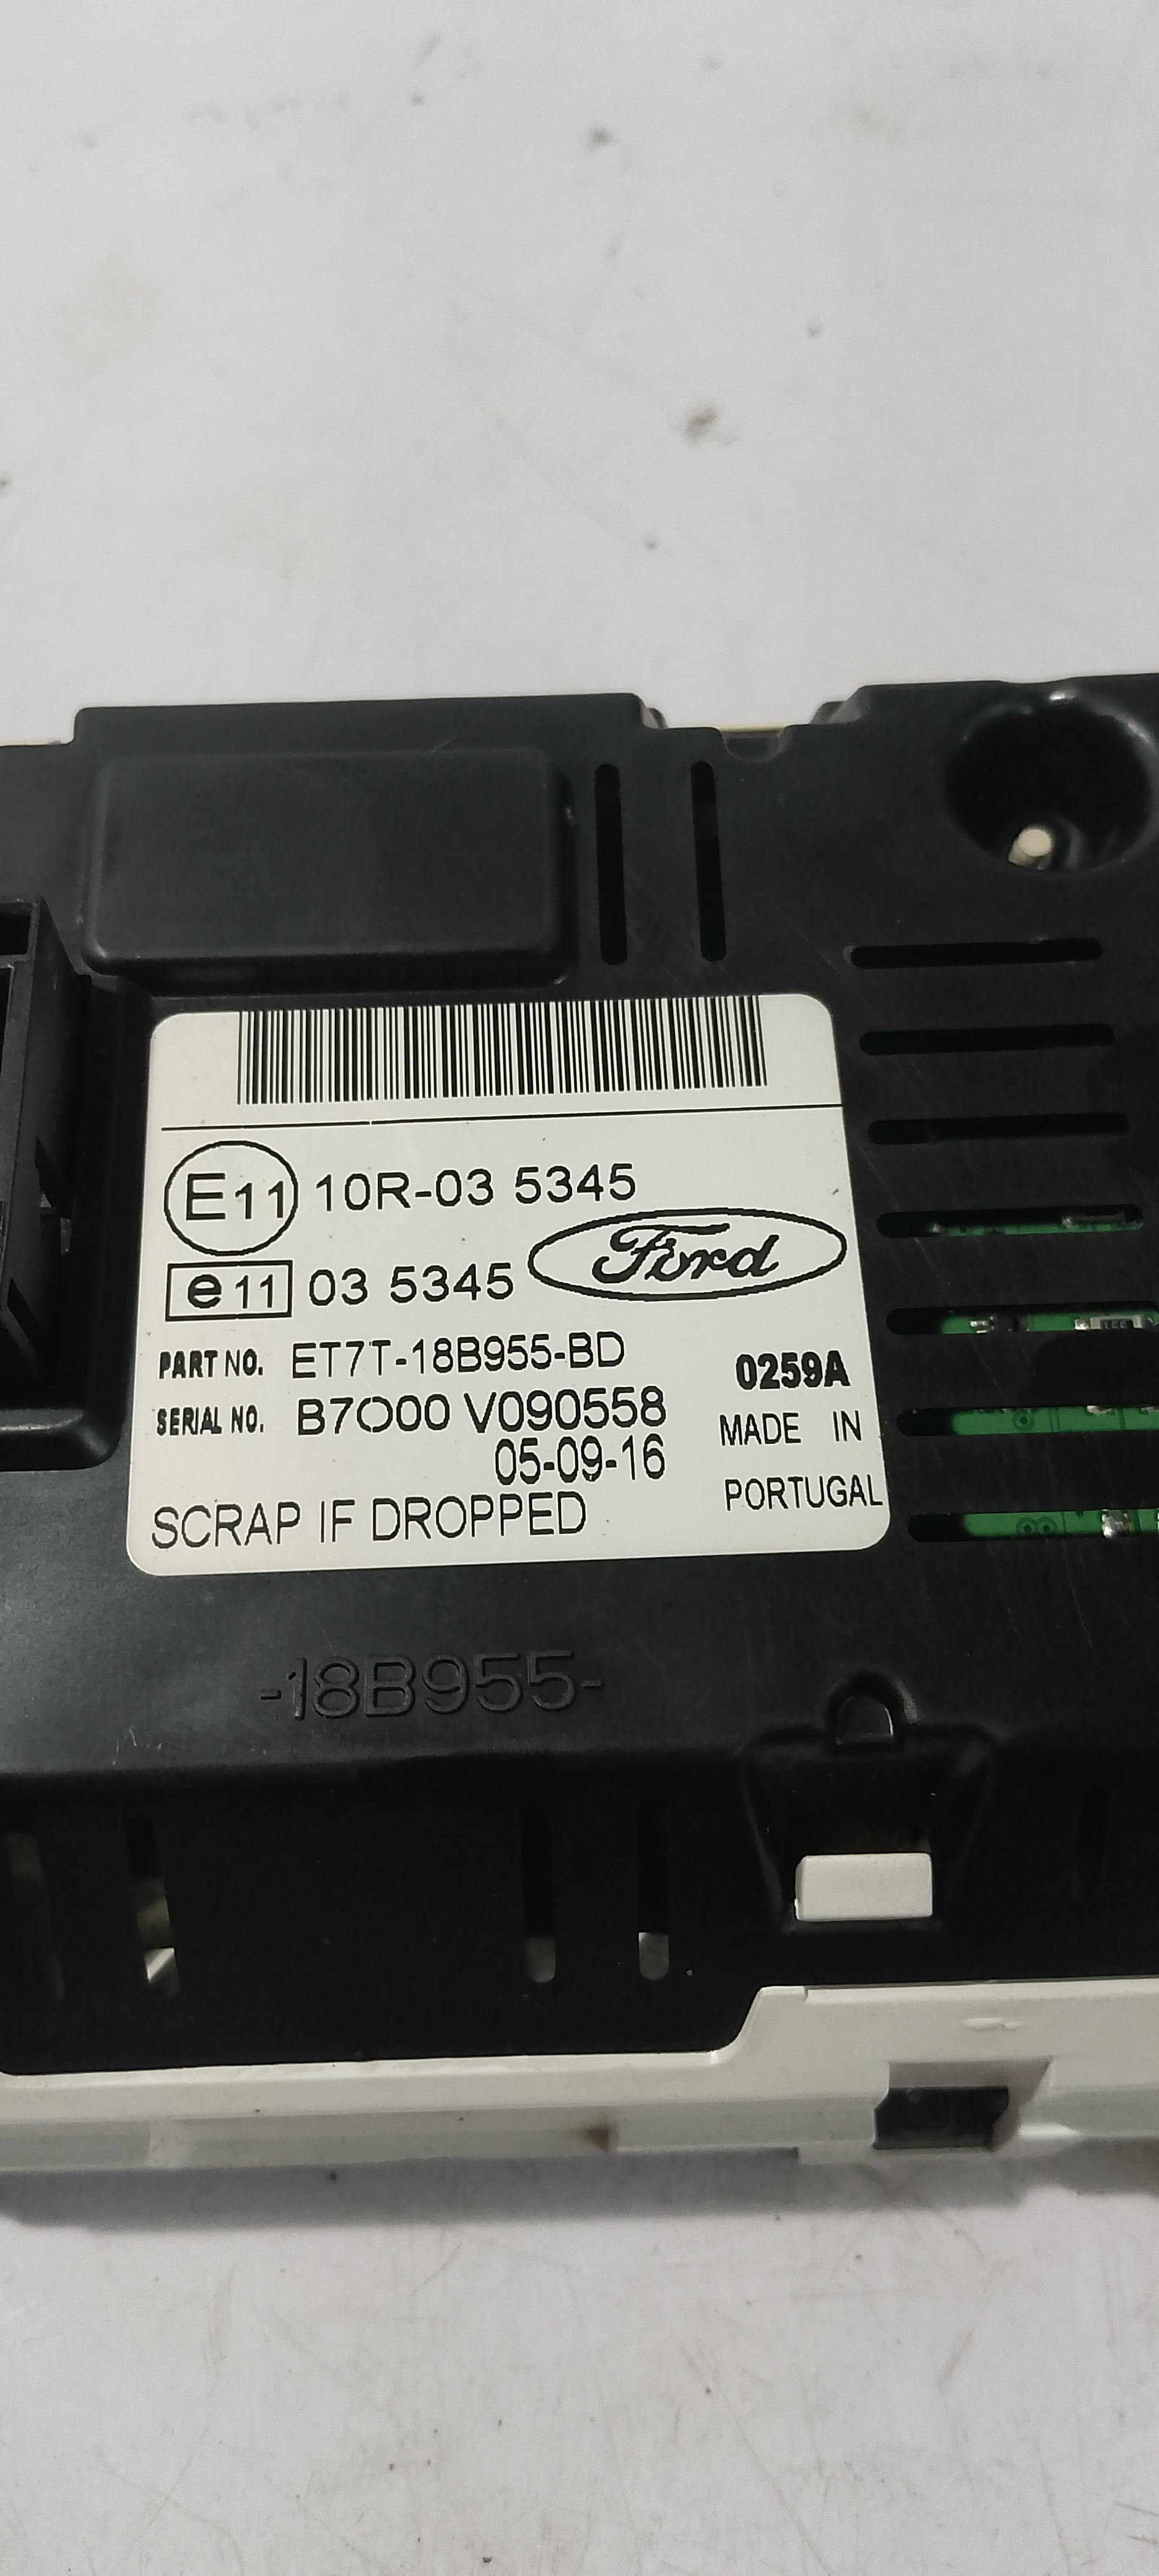 E11 10R-03 5345
Ford
e11 03 5345
PART NO. ET7T-18B955-BD
0259A
SERIAL NO. B7O00 V090558
MADE IN
05-09-16
PORTUGAL
SCRAP IF DROPPED
-18B955-